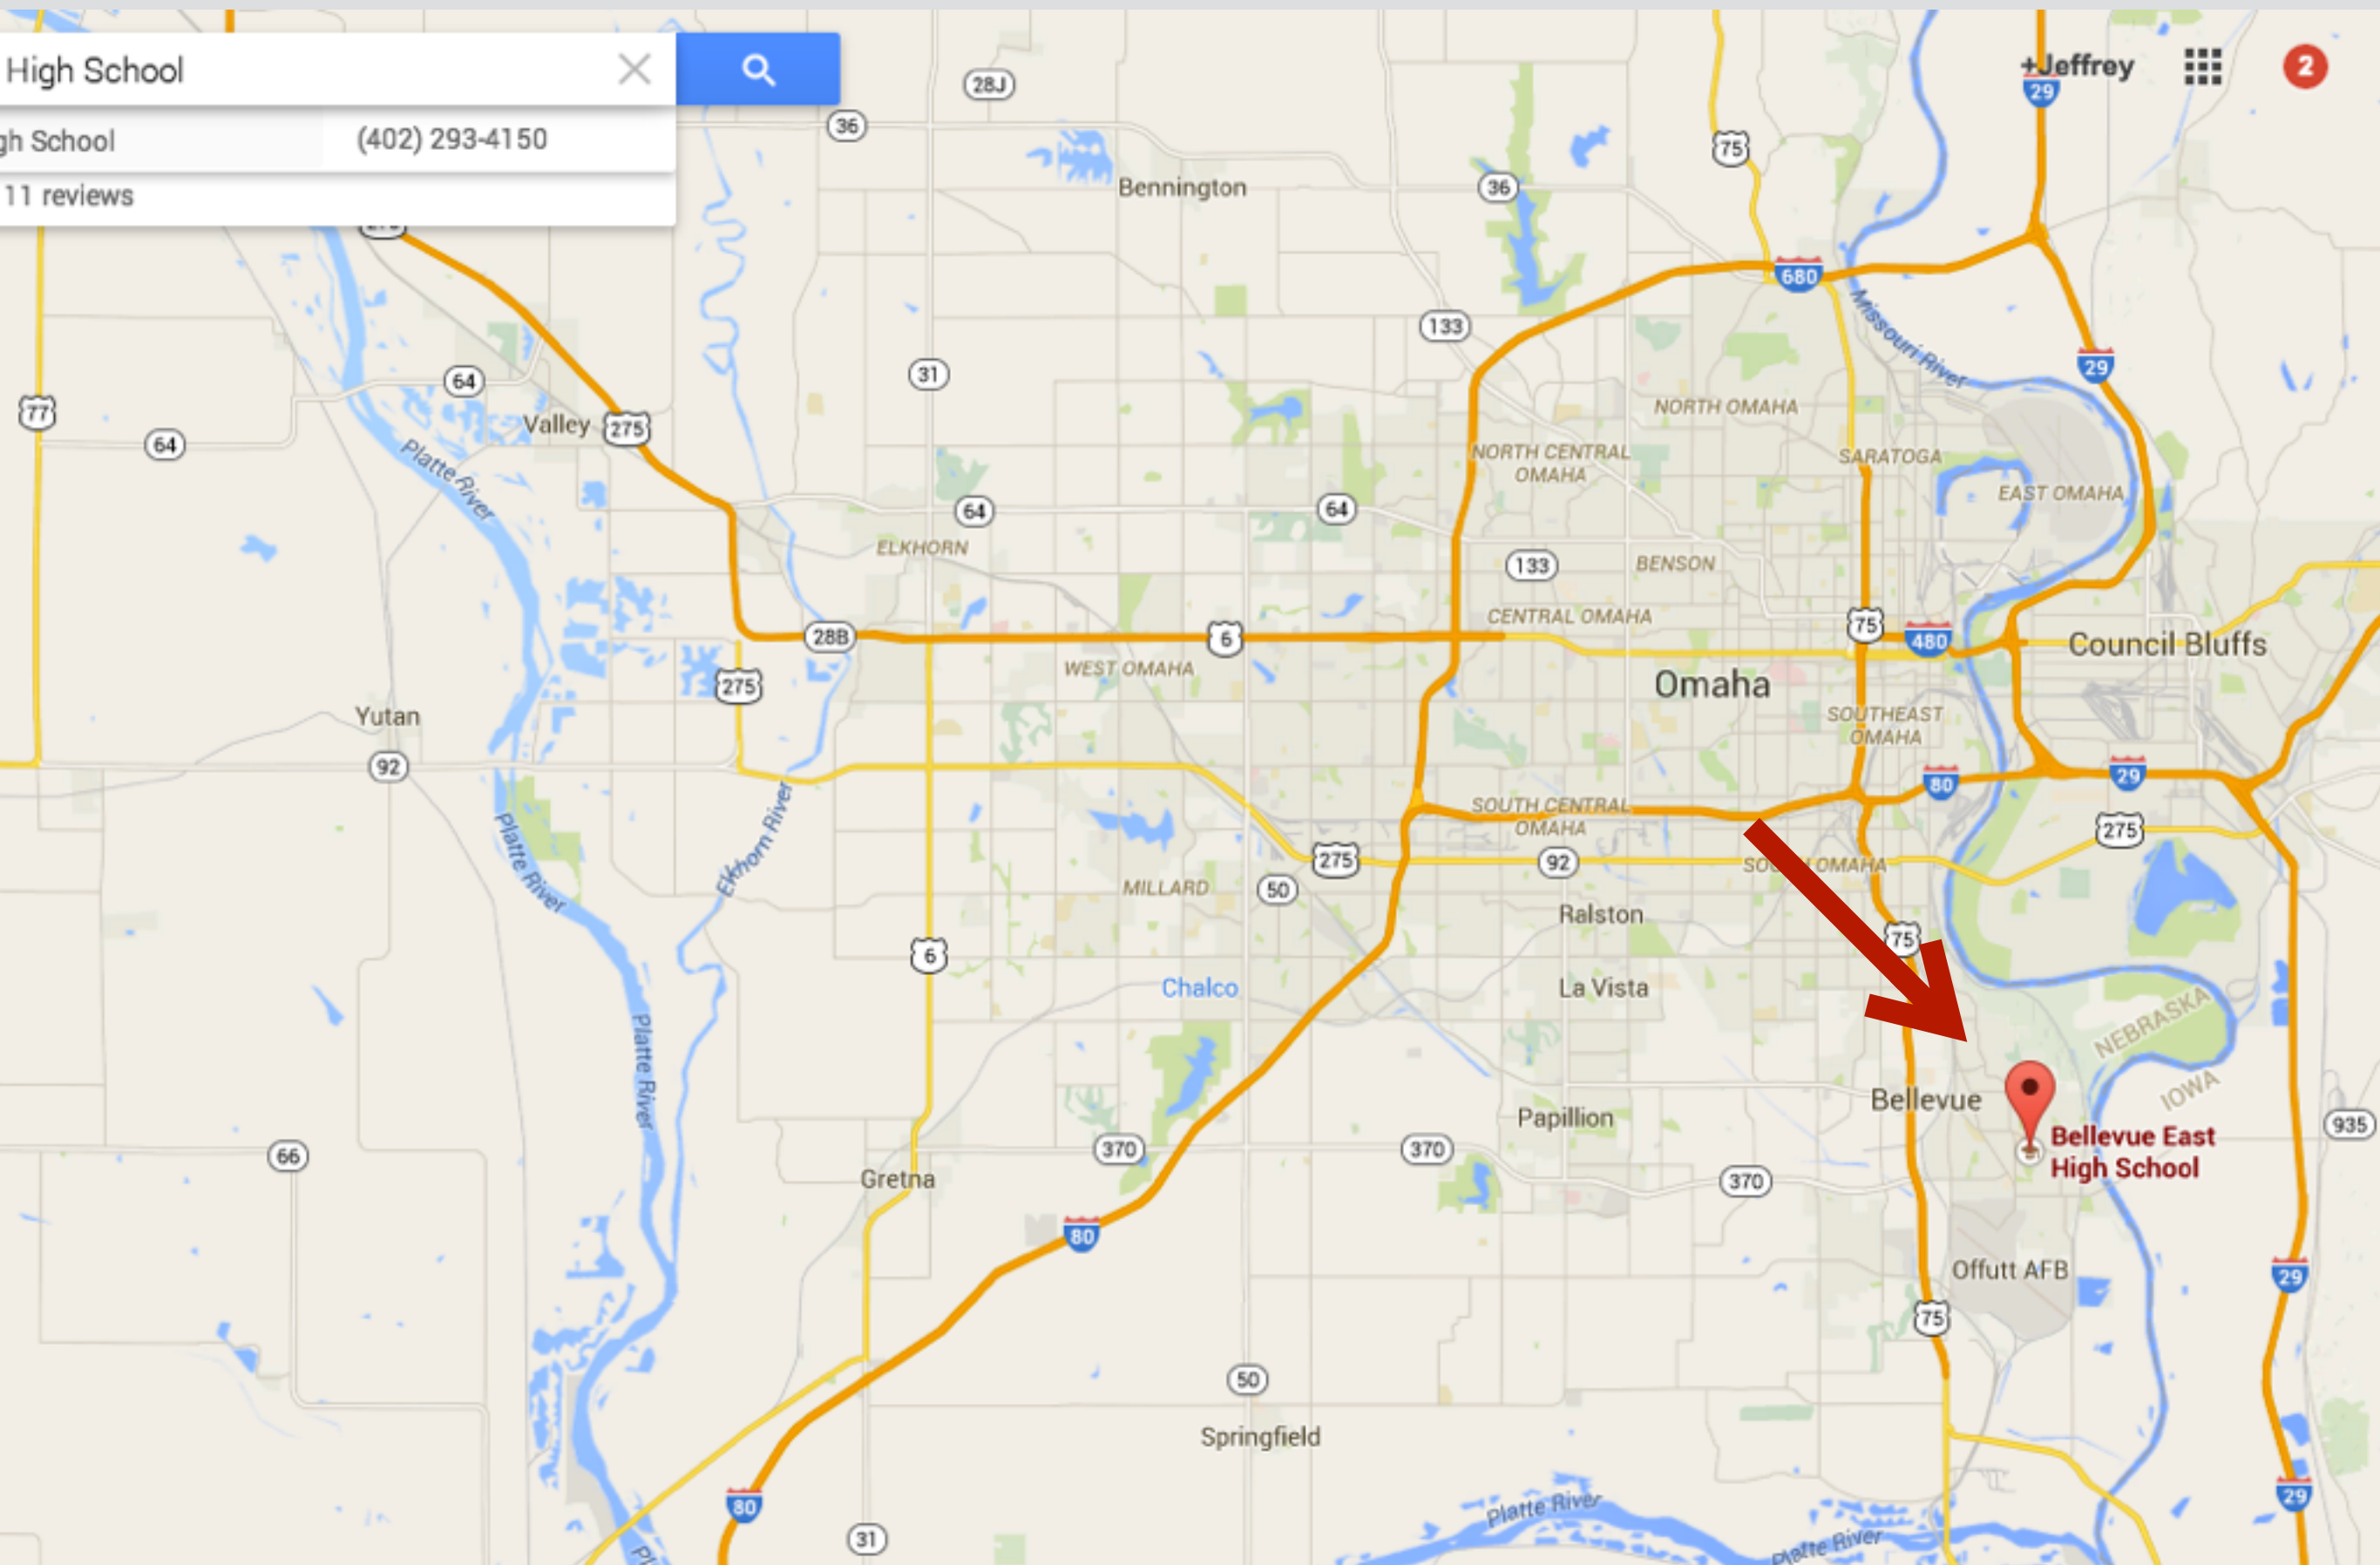 High School
gh School
(402) 293-4150
11 reviews
+Jeffrey
2
29
28J
36
75
Bennington
36
680
Missouri River
133
29
31
64
77
Valley
275
64
Platte River
NORTH OMAHA
NORTH CENTRAL
OMAHA
SARATOGA
EAST OMAHA
64
64
ELKHORN
133
BENSON
CENTRAL OMAHA
28B
6
75
480
Council Bluffs
WEST OMAHA
275
Omaha
Yutan
SOUTHEAST
OMAHA
92
80
29
SOUTH CENTRAL
OMAHA
275
Elkhorn River
Platte River
275
92
OMAHA
MILLARD
50
Ralston
75
6
Chalco
La Vista
NEBRASKA
IOWA
Platte River
Bellevue
Papillion
935
Bellevue East
High School
66
370
370
Gretna
370
80
Offutt AFB
29
75
50
Springfield
80
Platte River
29
31
Platte River